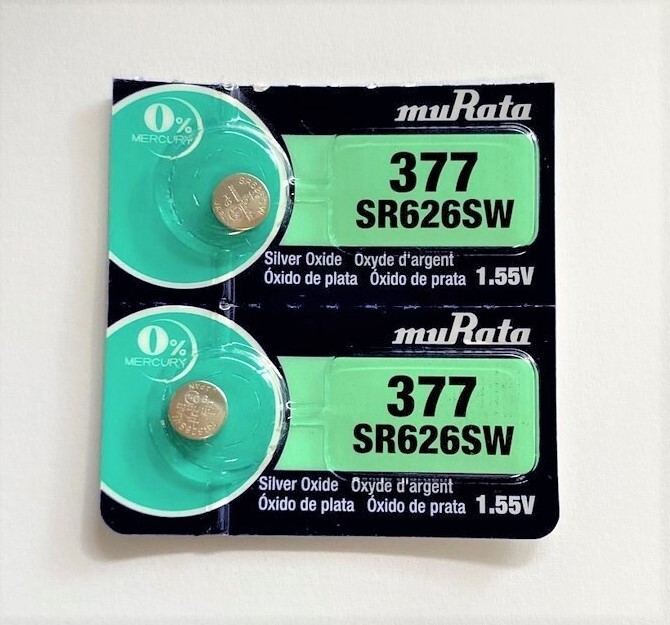 muRata
0%
MERCURY
377
SR626SW
Silver Oxide Oxyde d'argent
Óxido de plata Óxido de prata 1.55V
muRata
0%
MERCURY
377
SR626SW
Silver Oxide Oxyde d'argent
Óxido de plata Óxido de prata 1.55V